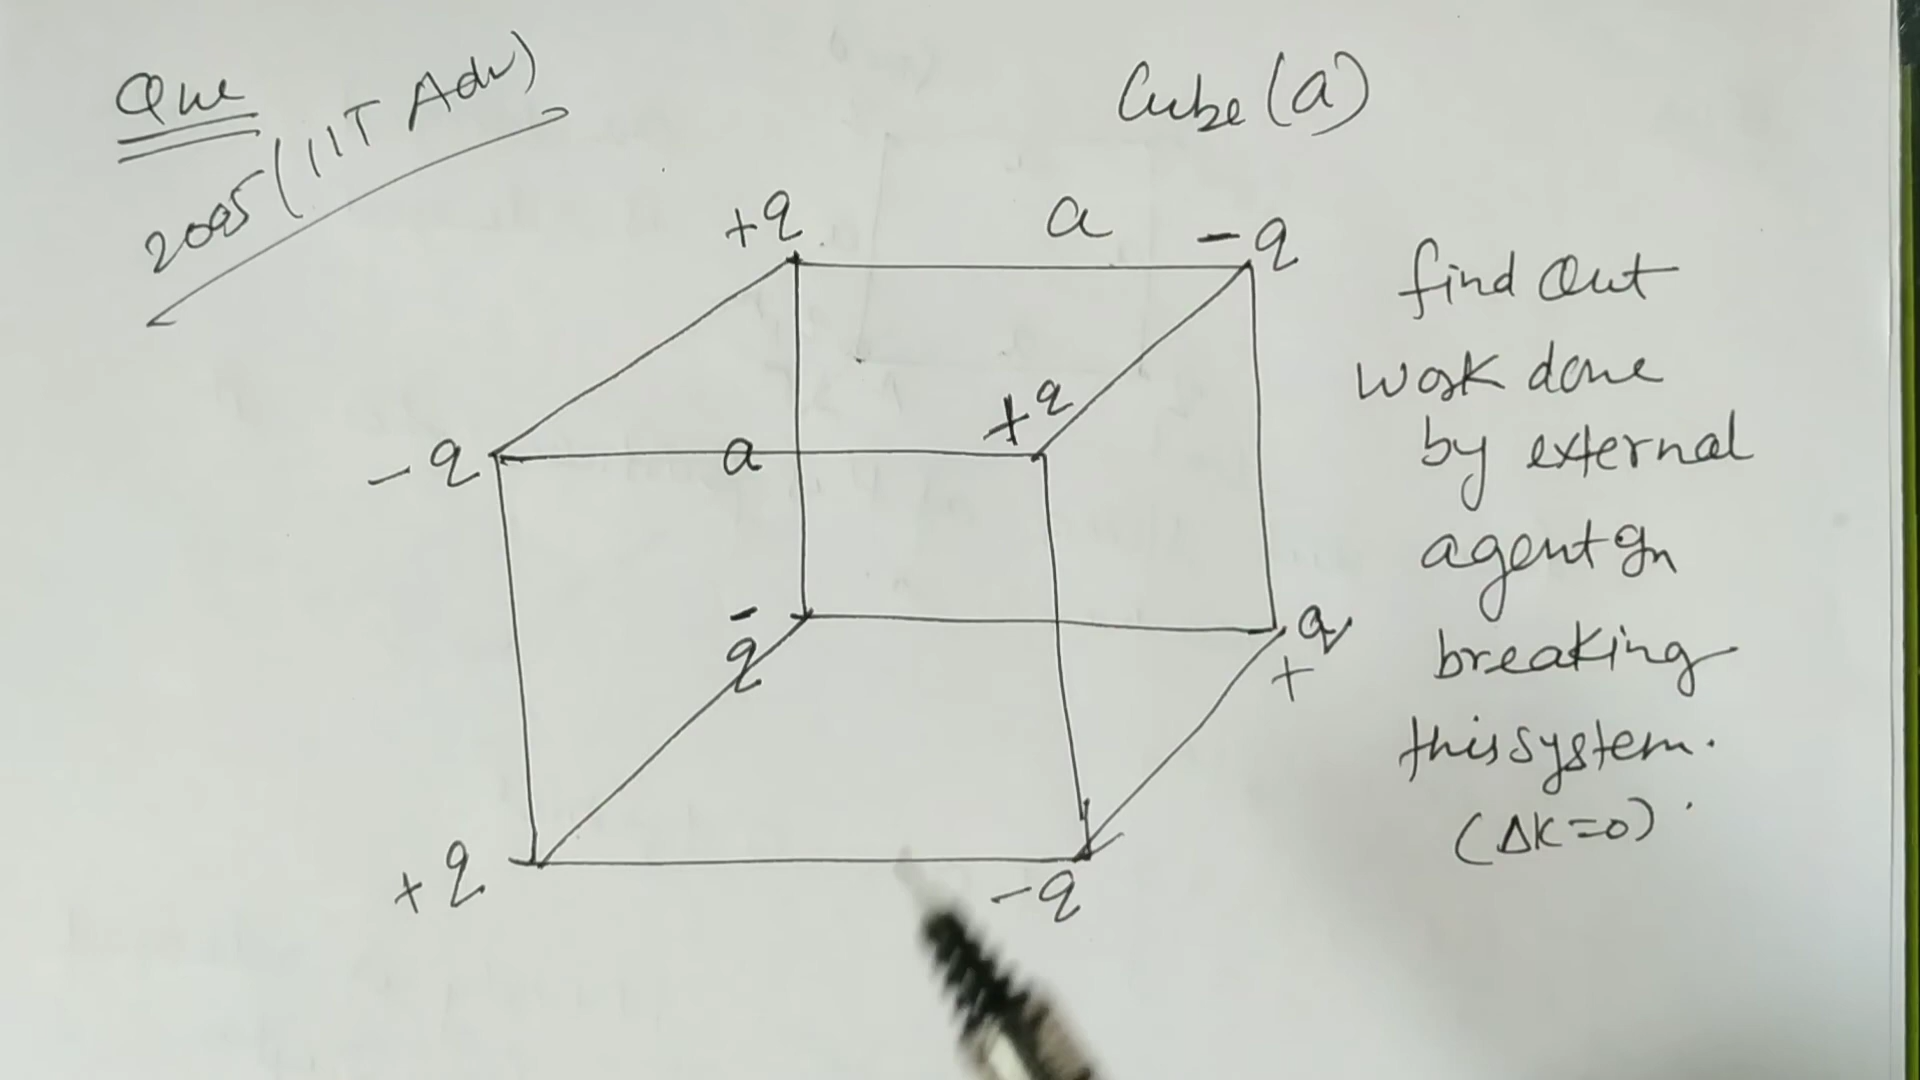 Que
2005 (IIT Adv)
Cube (a)
+q
a
-q
-q
a
+q
-
q
q
+
+q
-q
find Out
work done
by external
agent In
breaking
this system.
(ΔK=0)